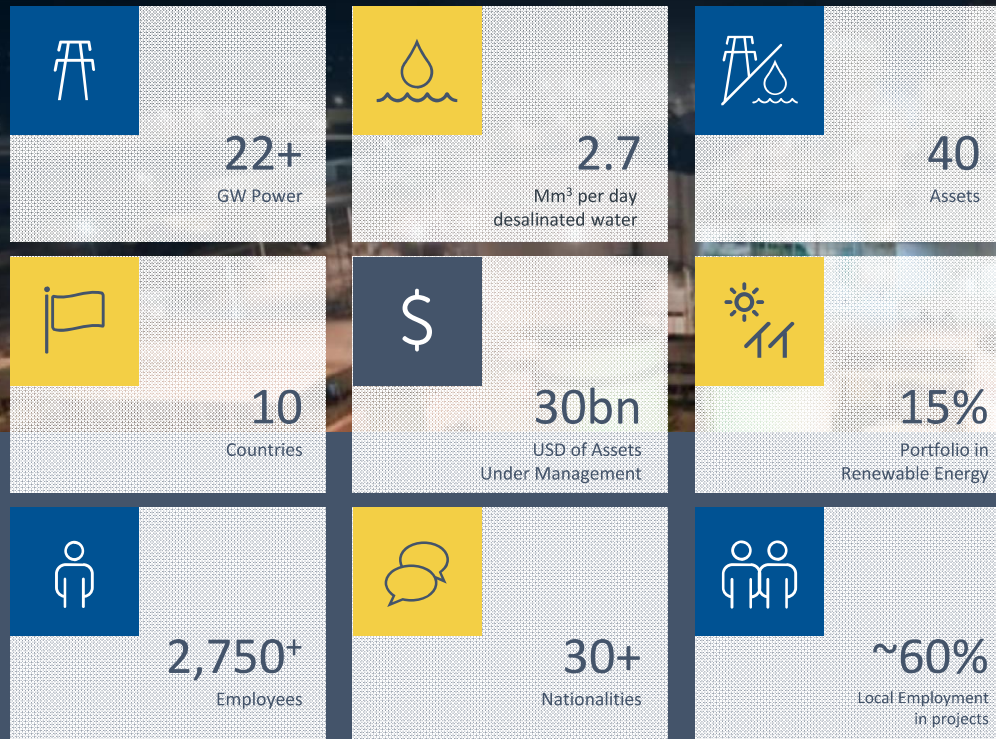 22+
GW Power
2.7
Mm³ per day
desalinated water
40
Assets
10
Countries
$
30bn
USD of Assets
Under Management
15%
Portfolio in
Renewable Energy
2,750⁺
Employees
30+
Nationalities
~60%
Local Employment
in projects